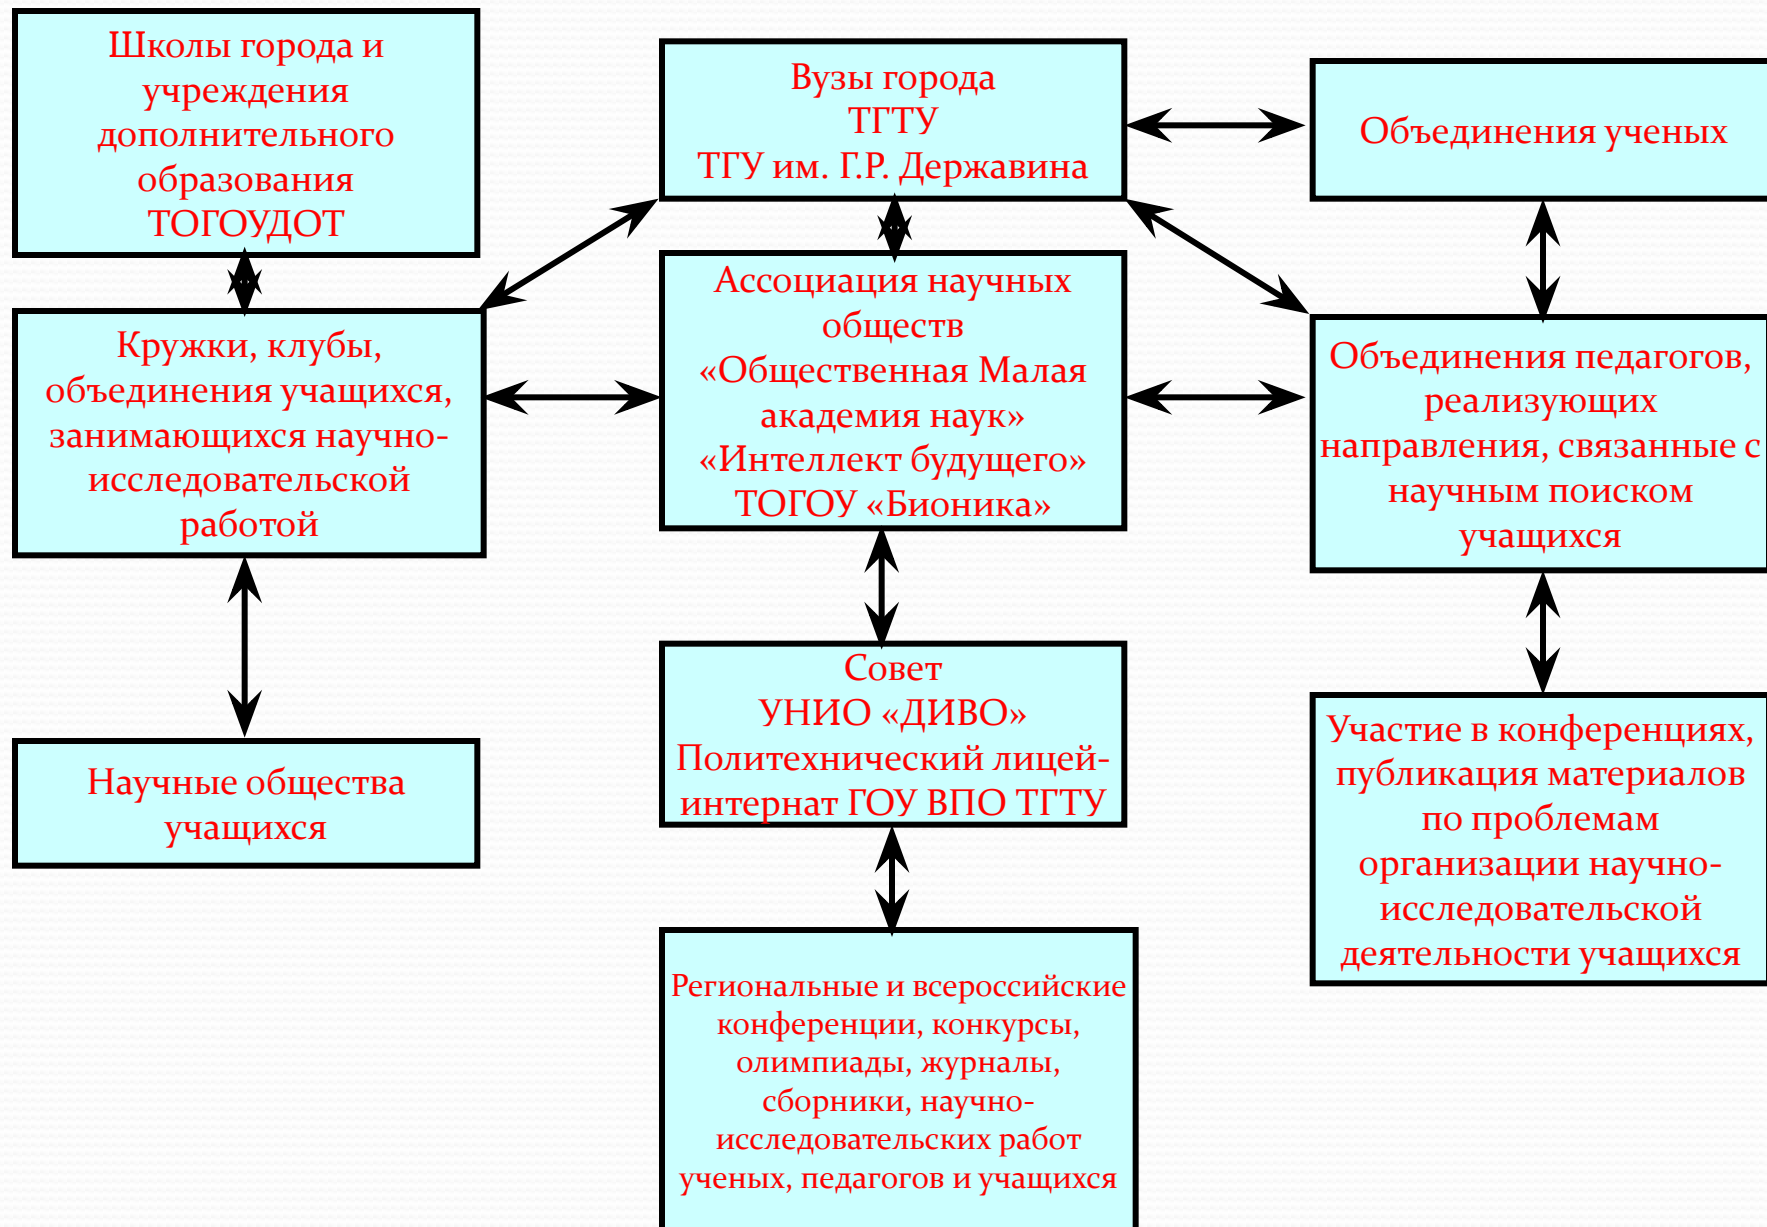 Школы города и
учреждения
дополнительного
образования
ТОГОУДОТ
Вузы города
ТГТУ
ТГУ им. Г.Р. Державина
Объединения ученых
Кружки, клубы,
объединения учащихся,
занимающихся научно-
исследовательской
работой
Ассоциация научных
обществ
«Общественная Малая
академия наук»
«Интеллект будущего»
ТОГОУ «Бионика»
Объединения педагогов,
реализующих
направления, связанные с
научным поиском
учащихся
Научные общества
учащихся
Совет
УНИО «ДИВО»
Политехнический лицей-
интернат ГОУ ВПО ТГТУ
Участие в конференциях,
публикация материалов
по проблемам
организации научно-
исследовательской
деятельности учащихся
Региональные и всероссийские
конференции, конкурсы,
олимпиады, журналы,
сборники, научно-
исследовательских работ
ученых, педагогов и учащихся